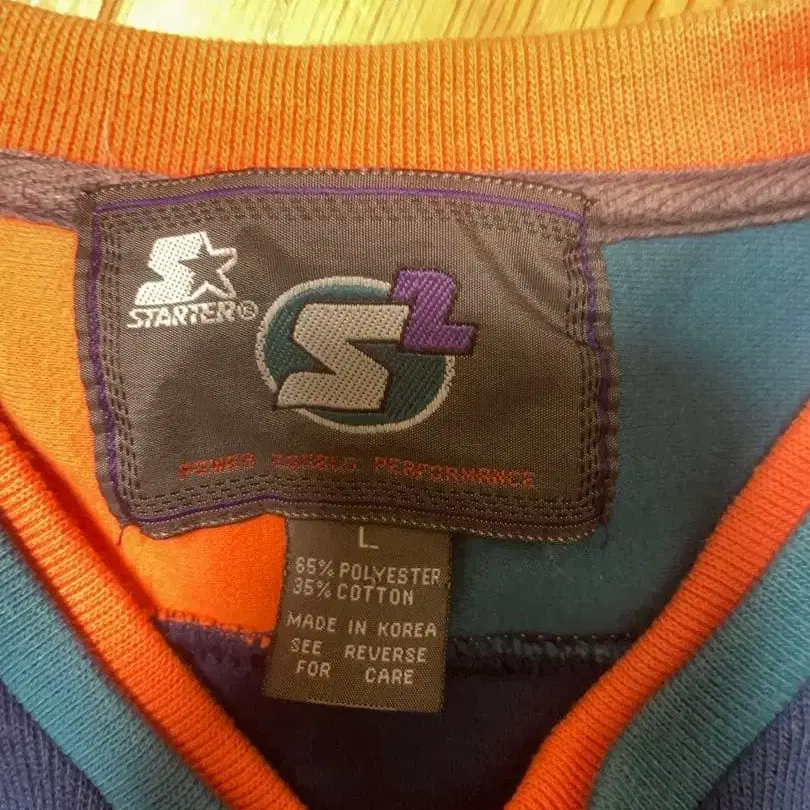 STARTER®
S2
POWER SOURCE PERFORMANCE
L
65% POLYESTER
35% COTTON
MADE IN KOREA
SEE REVERSE
FOR CARE